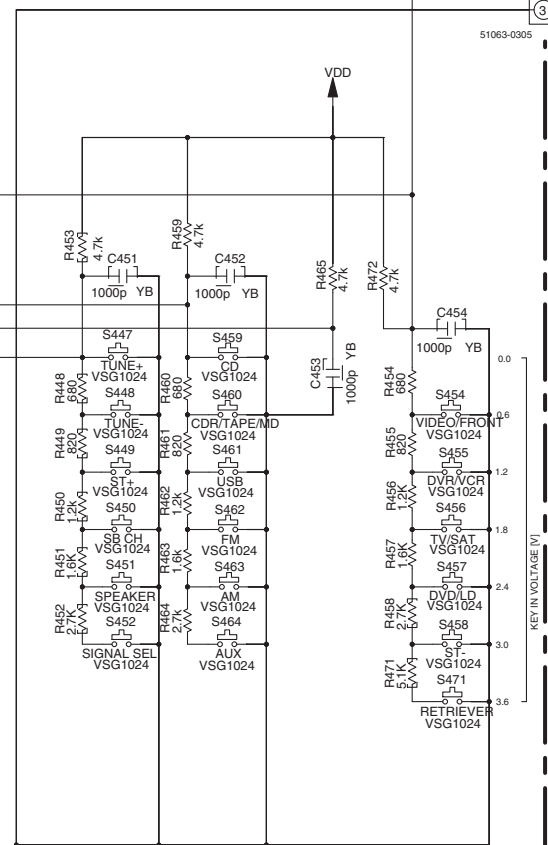 3
51063-0305
VDD
R453
4.7k
C451
1000p YB
R459
4.7k
C452
1000p YB
R465
4.7k
R472
4.7k
C453
1000p YB
C454
1000p YB
S447
TUNE+
VSG1024
R448
680
S448
TUNE-
VSG1024
R449
820
S449
ST+
VSG1024
R450
1.2k
S450
SB CH
VSG1024
R451
1.6K
S451
SPEAKER
VSG1024
R452
2.7K
S452
SIGNAL SEL
VSG1024
S459
CD
VSG1024
R460
680
S460
CDR/TAPE/MD
VSG1024
R461
820
S461
USB
VSG1024
R462
1.2k
S462
FM
VSG1024
R463
1.6k
S463
AM
VSG1024
R464
2.7k
S464
AUX
VSG1024
R454
680
S454
VIDEO/FRONT
VSG1024
R455
820
S455
DVR/VCR
VSG1024
R456
1.2K
S456
TV/SAT
VSG1024
R457
1.6K
S457
DVD/LD
VSG1024
R458
2.7K
S458
ST-
VSG1024
R471
5.1K
S471
RETRIEVER
VSG1024
0.0
0.6
1.2
1.8
2.4
3.0
3.6
KEY IN VOLTAGE [V]